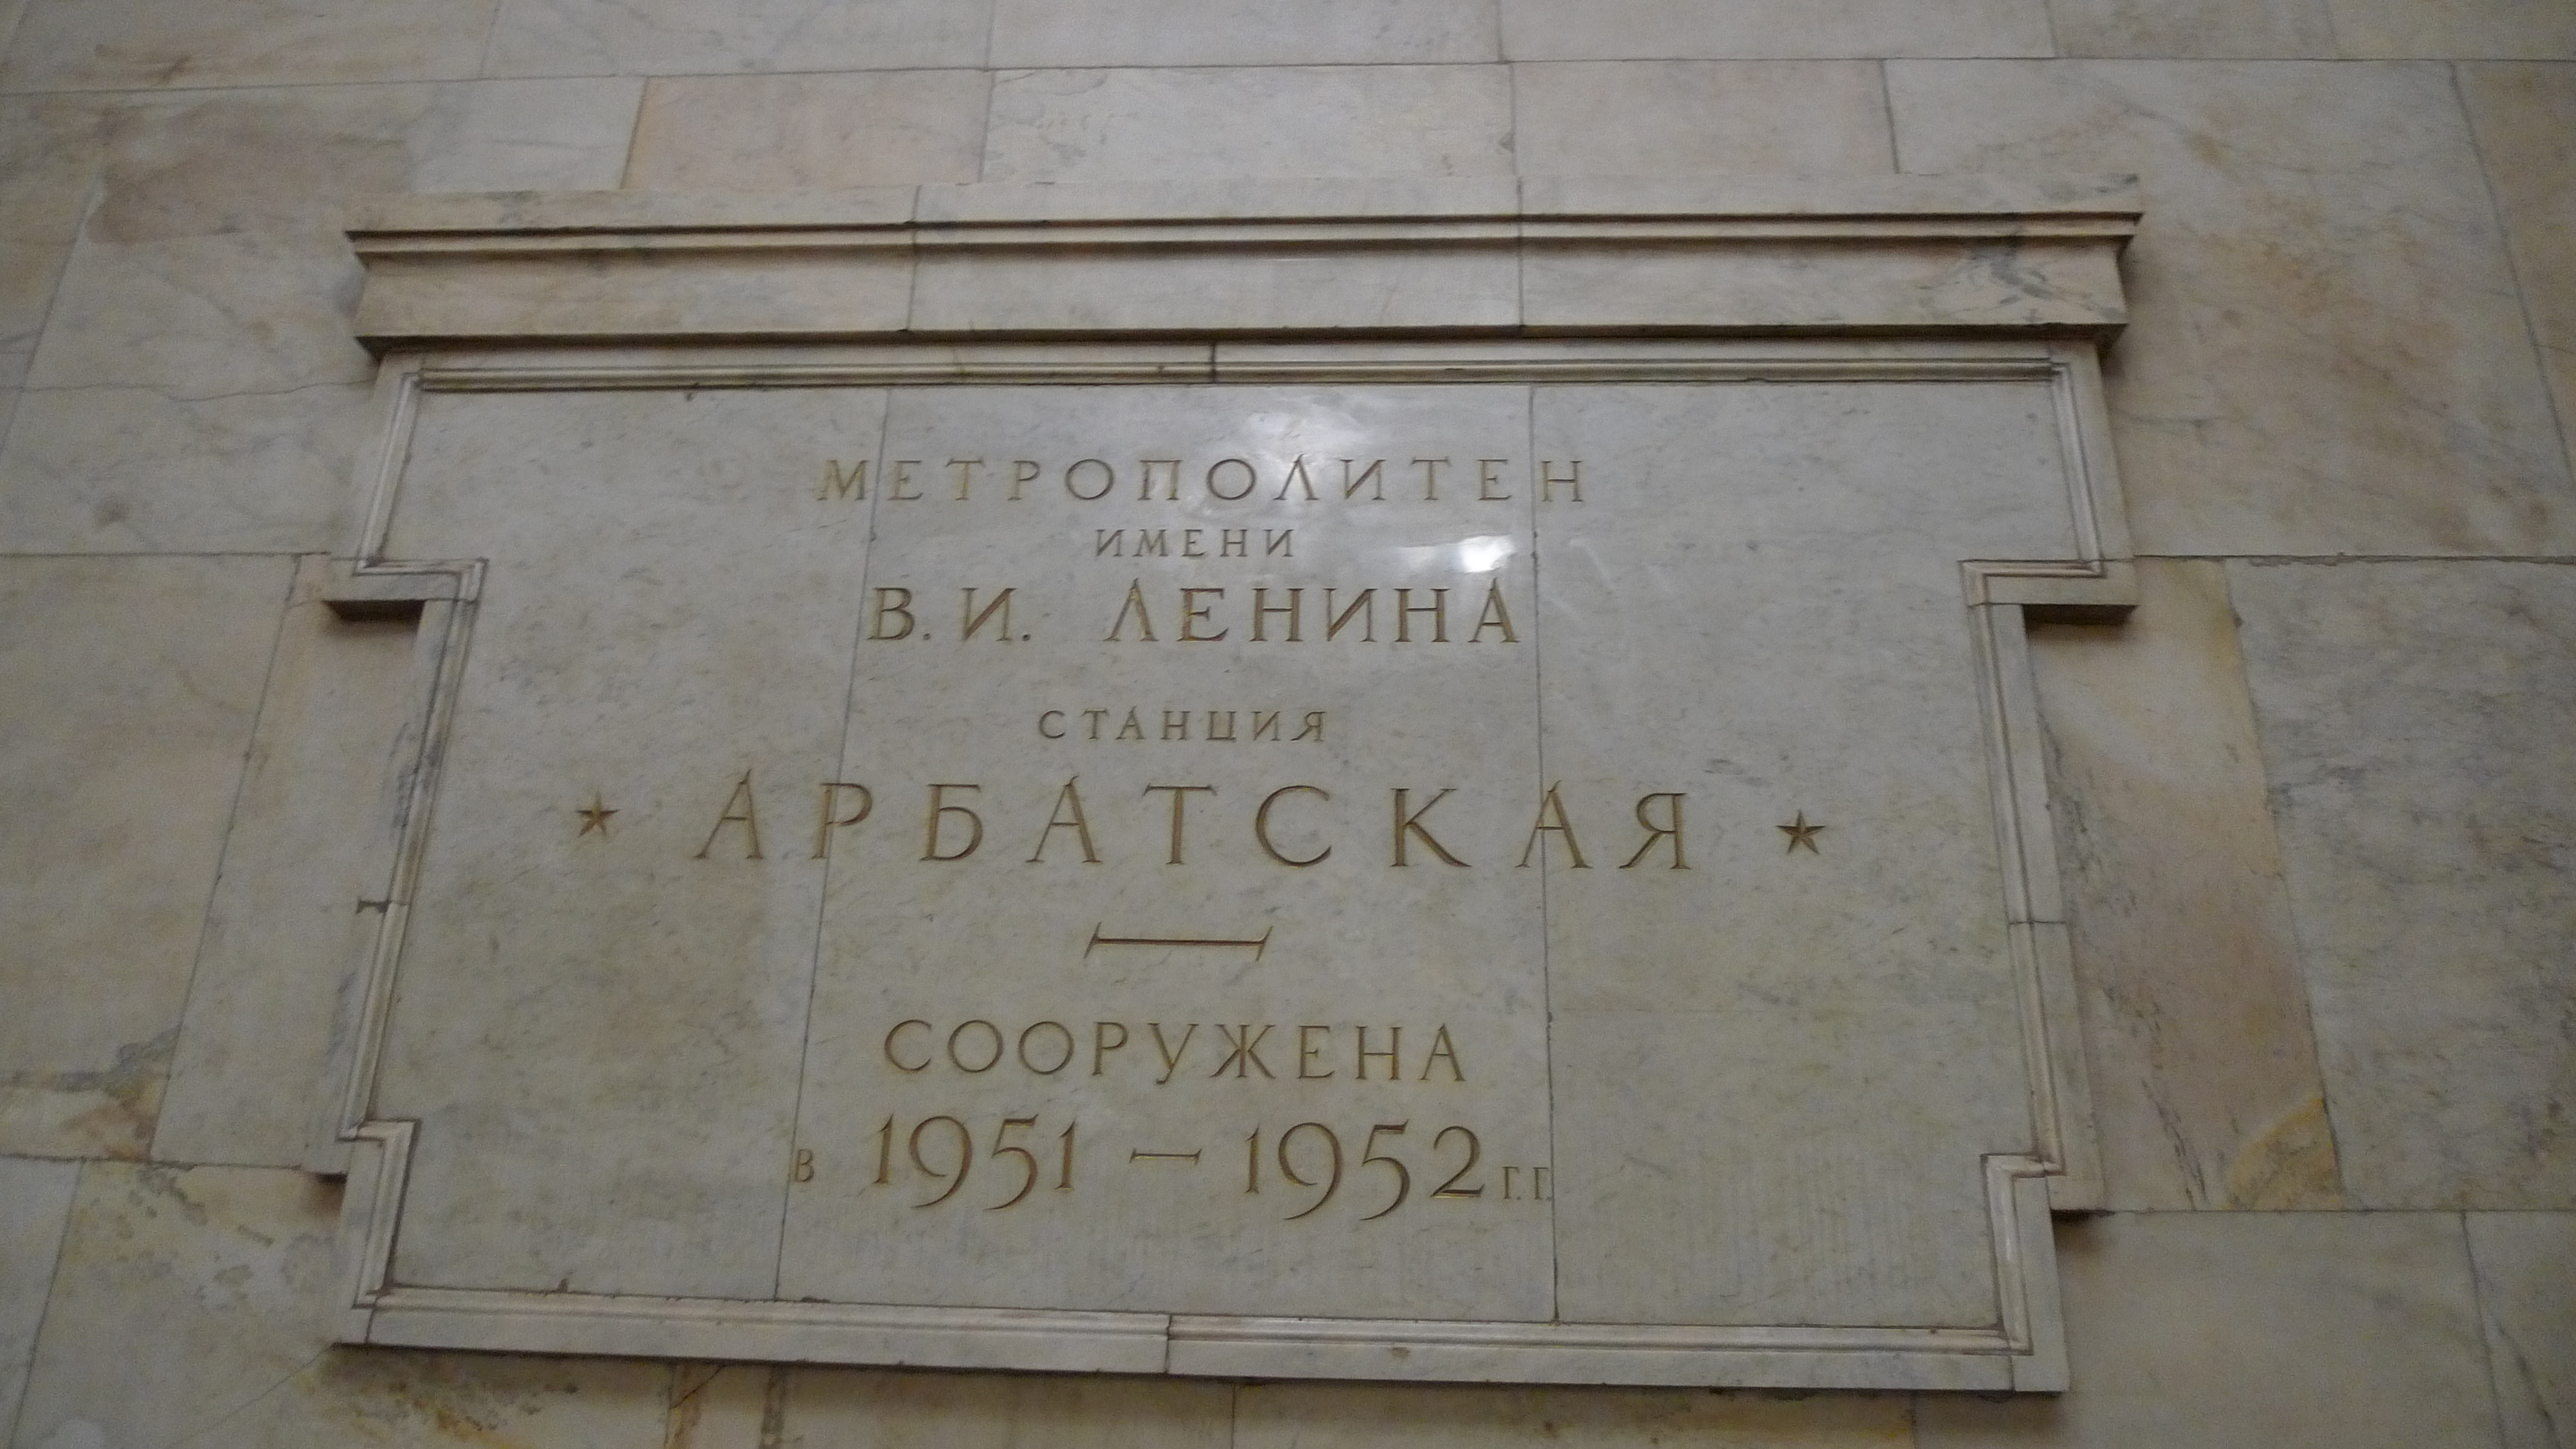 МЕТРОПОЛИТЕН
ИМЕНИ
В. И. ЛЕНИНА
СТАНЦИЯ
★ АРБАТСКАЯ ★
СООРУЖЕНА
В 1951 — 1952 Г.Г.